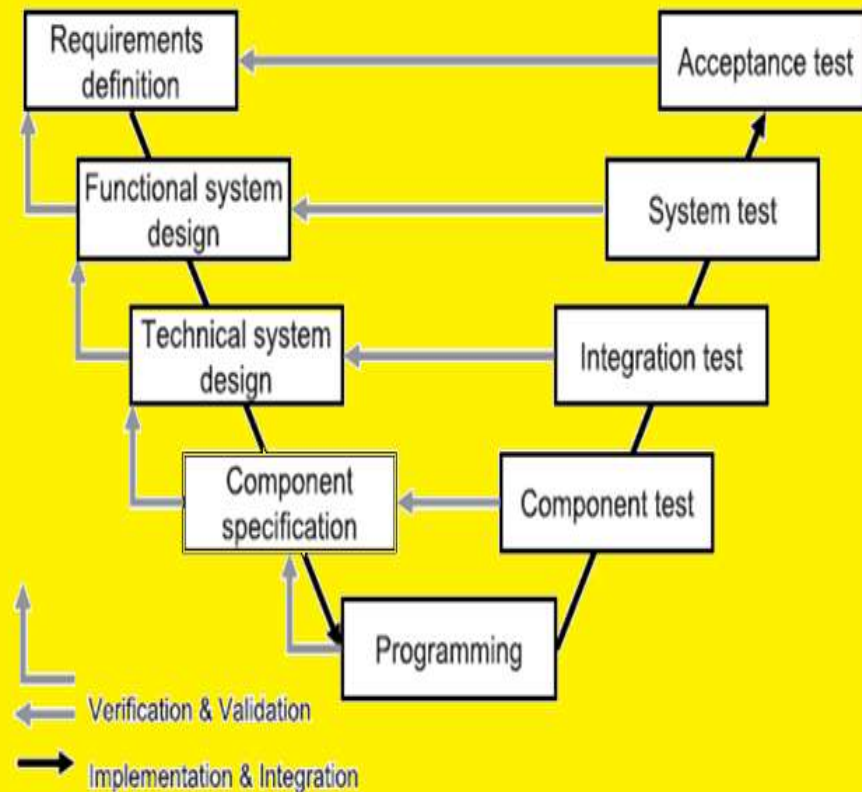 Requirements
definition
Acceptance test
Functional system
design
System test
Technical system
design
Integration test
Component
specification
Component test
Programming
Verification & Validation
Implementation & Integration